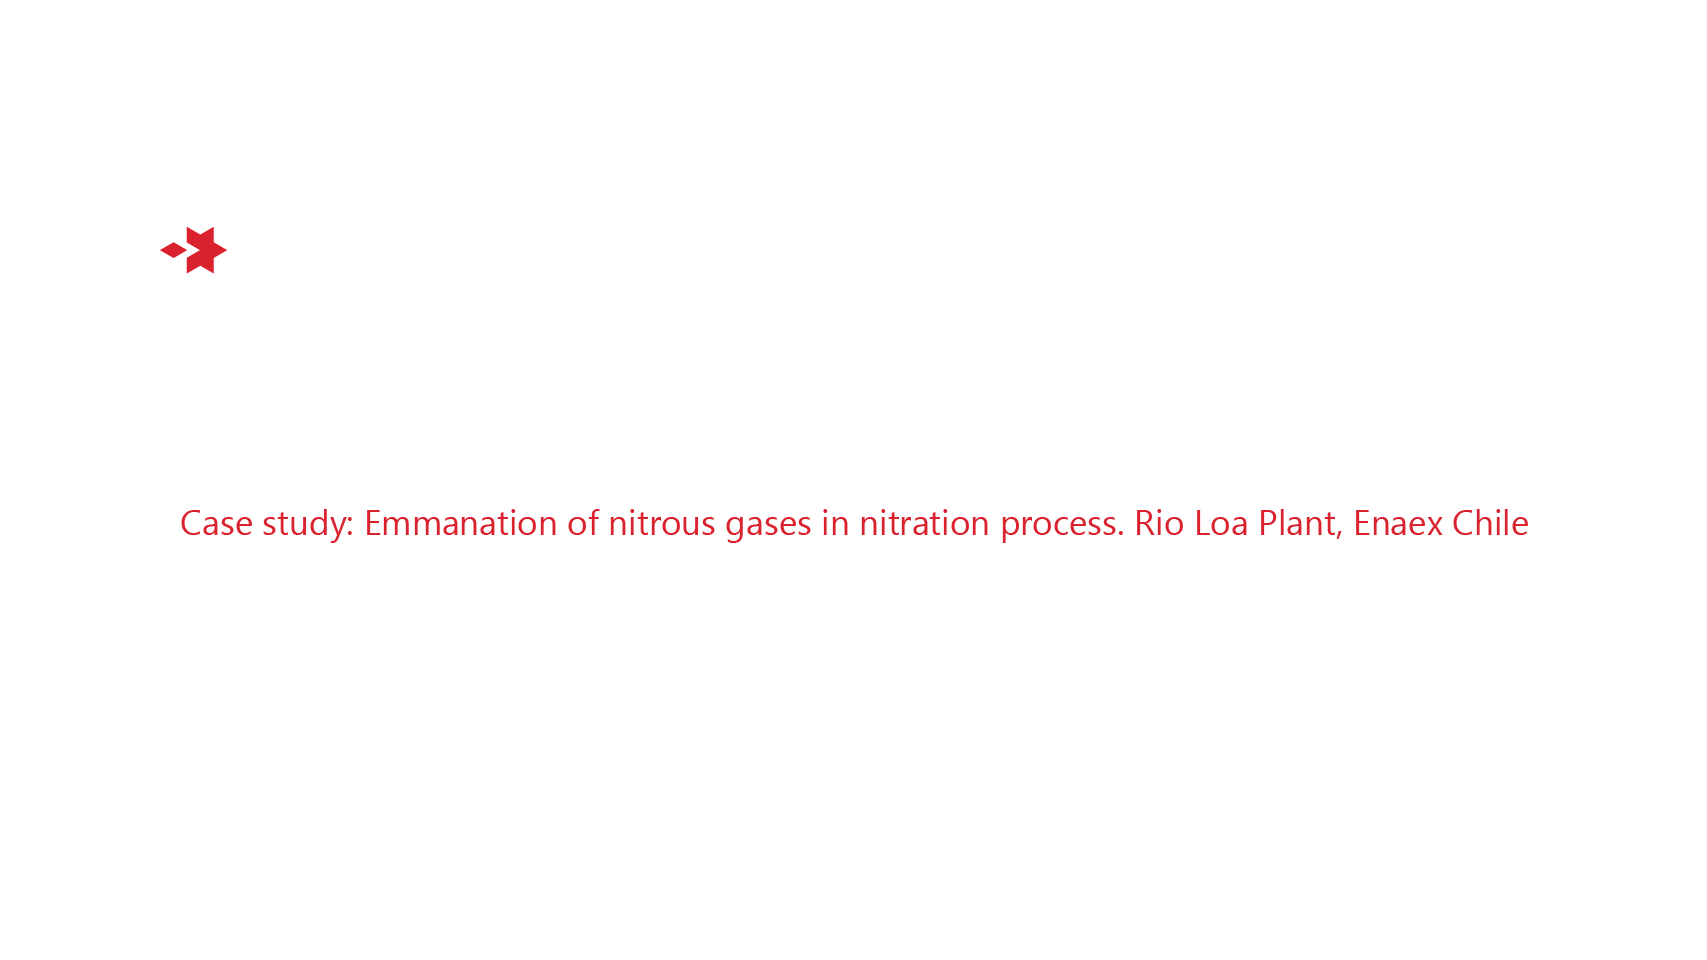 Case study: Emmanation of nitrous gases in nitration process. Rio Loa Plant, Enaex Chile